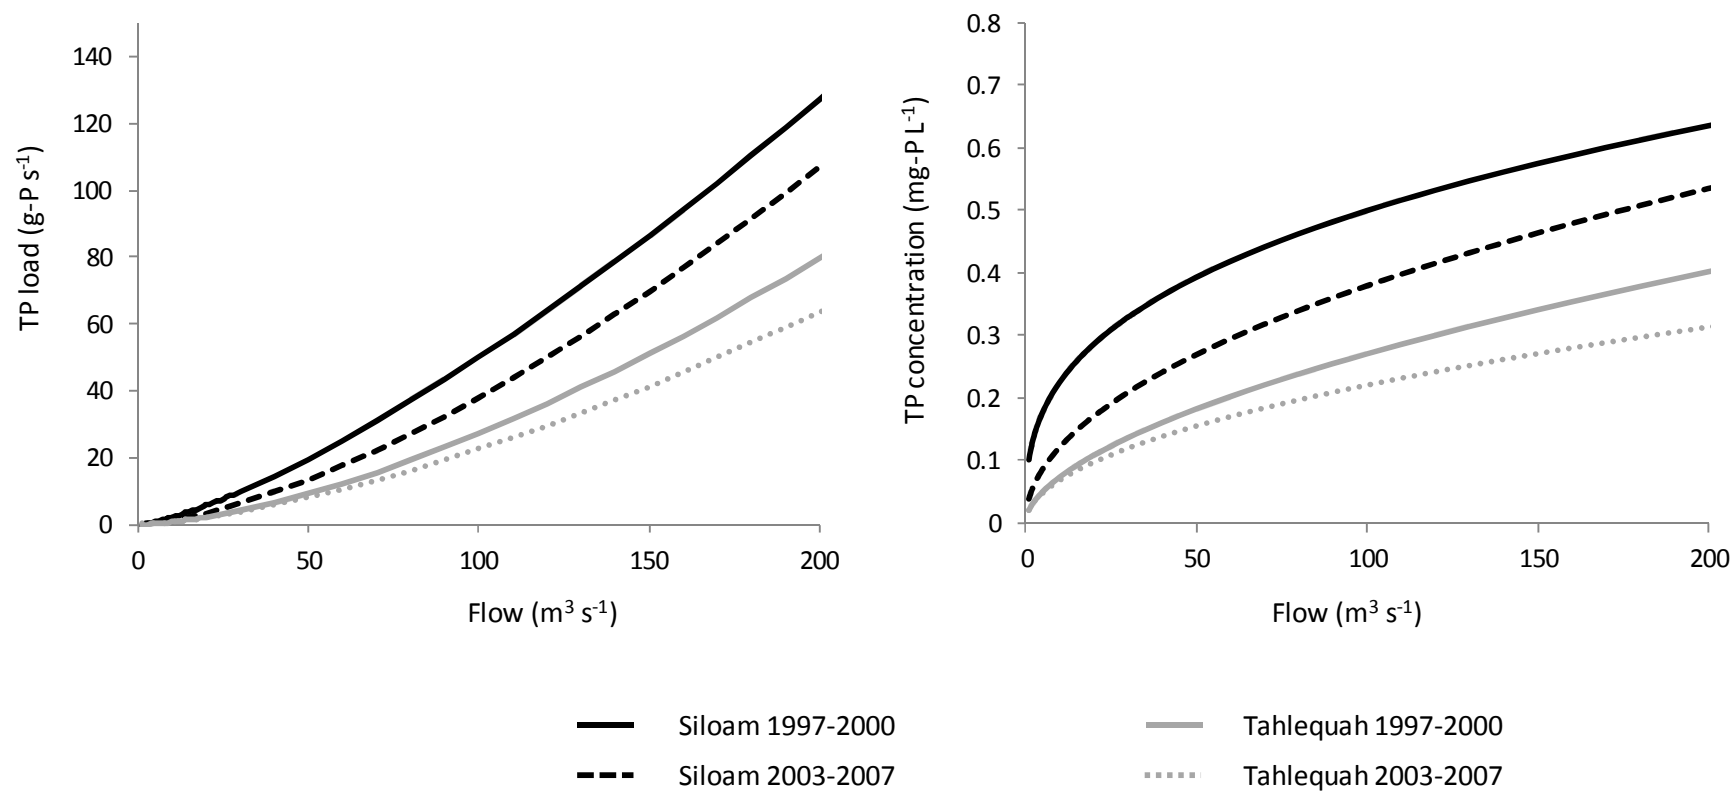 TP load (g-P s⁻¹)
140
120
100
80
60
40
20
0
0 50 100 150 200
Flow (m³ s⁻¹)
TP concentration (mg-P L⁻¹)
0.8
0.7
0.6
0.5
0.4
0.3
0.2
0.1
0
0 50 100 150 200
Flow (m³ s⁻¹)
Siloam 1997-2000
Siloam 2003-2007
Tahlequah 1997-2000
Tahlequah 2003-2007